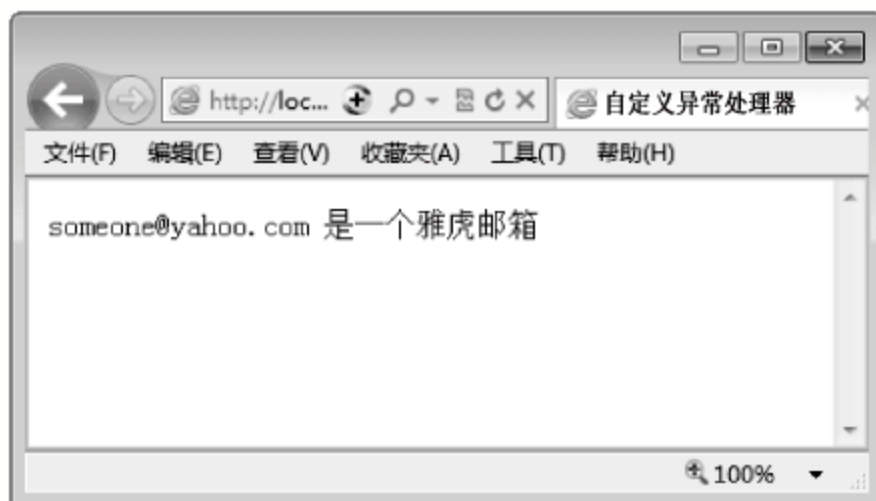 http://loc...
自定义异常处理器
文件(F) 编辑(E) 查看(V) 收藏夹(A) 工具(T) 帮助(H)
someone@yahoo.com 是一个雅虎邮箱
100%